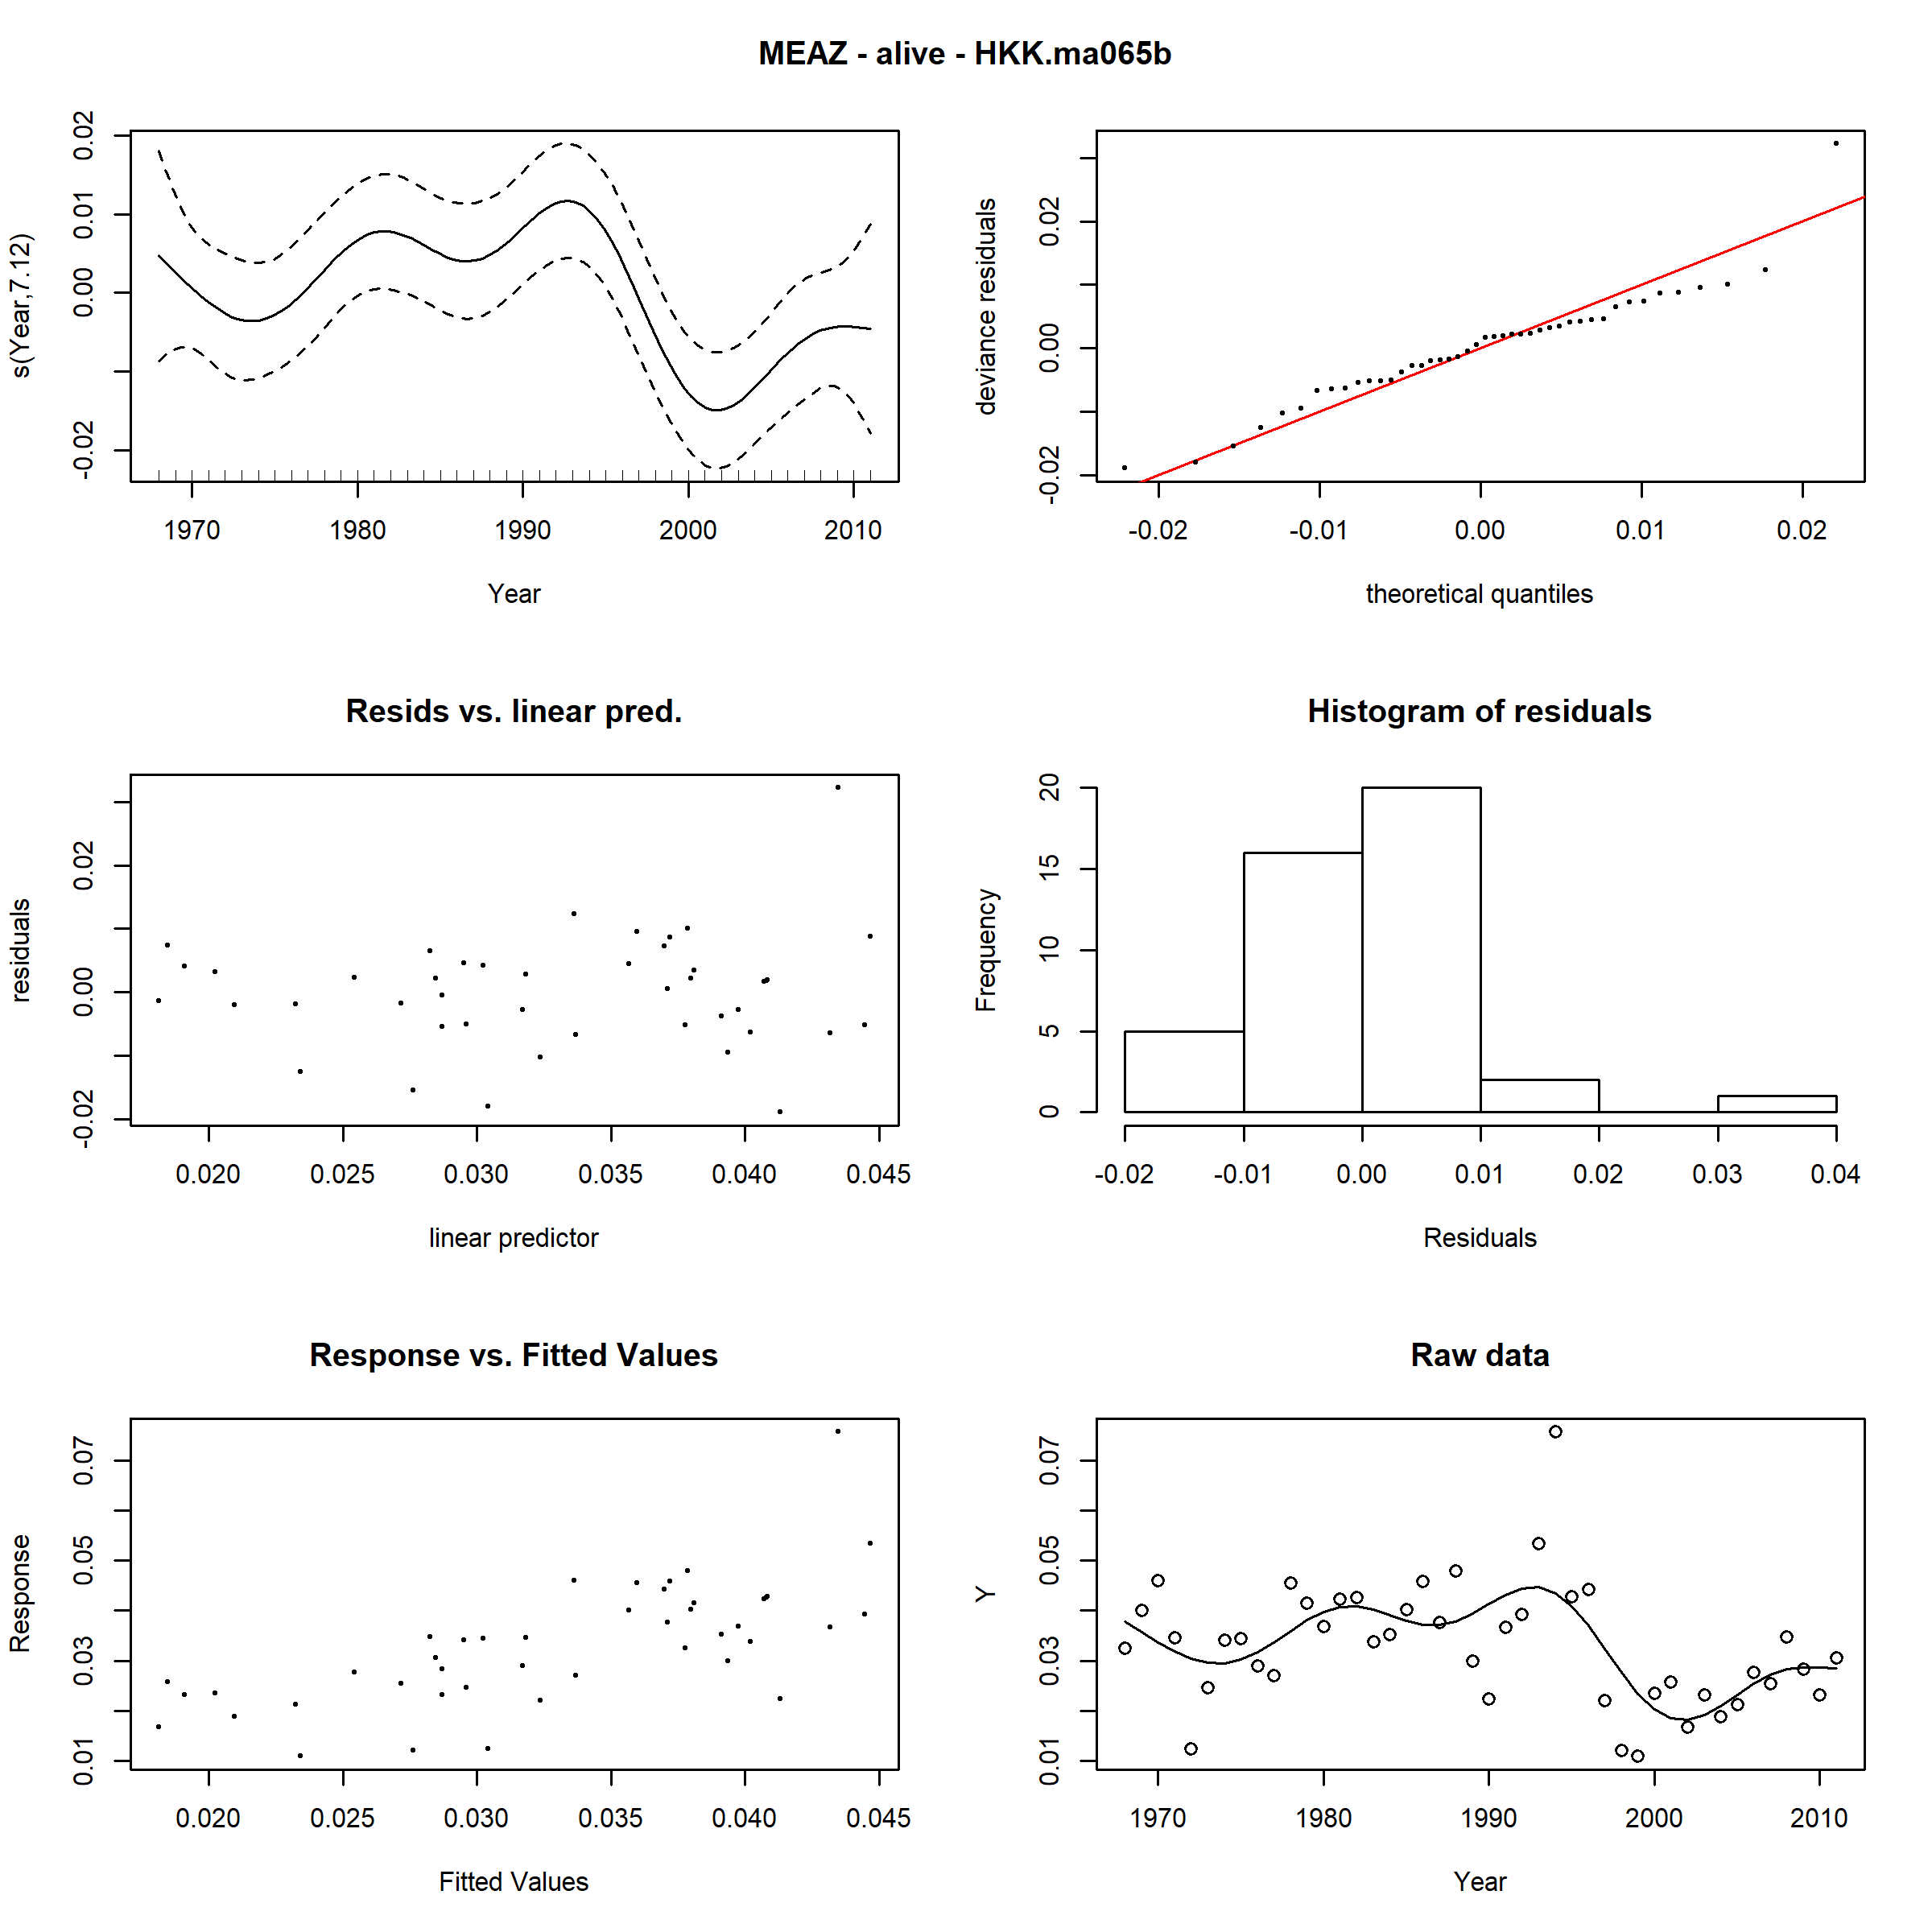 MEAZ - alive - HKK.ma065b
s(Year,7.12)
-0.02 0.00 0.01 0.02
1970 1980 1990 2000 2010
Year
deviance residuals
-0.02 0.00 0.02
-0.02 -0.01 0.00 0.01 0.02
theoretical quantiles
Resids vs. linear pred.
residuals
-0.02 0.00 0.02
0.020 0.025 0.030 0.035 0.040 0.045
linear predictor
Histogram of residuals
Frequency
0 5 10 15 20
-0.02 -0.01 0.00 0.01 0.02 0.03 0.04
Residuals
Response vs. Fitted Values
Response
0.01 0.03 0.05 0.07
0.020 0.025 0.030 0.035 0.040 0.045
Fitted Values
Raw data
Y
0.01 0.03 0.05 0.07
1970 1980 1990 2000 2010
Year